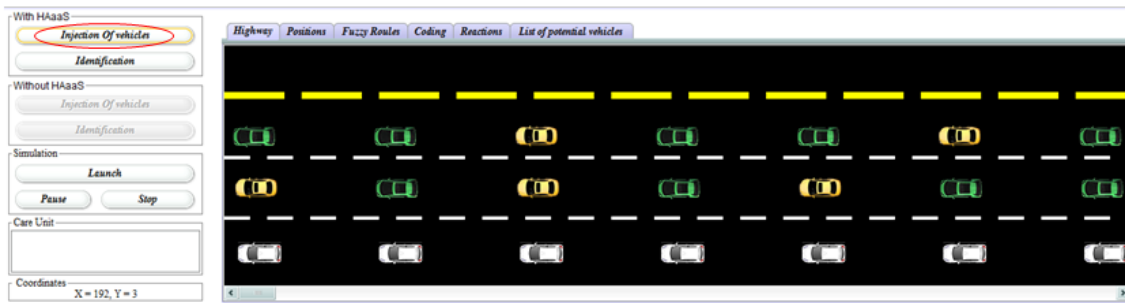 With HAaaS
Injection Of vehicles
Identification
Without HAaaS
Injection Of vehicles
Identification
Simulation
Launch
Pause Stop
Care Unit
Coordinates
X = 192, Y = 3
Highway Positions Fuzzy Roules Coding Reactions List of potential vehicles